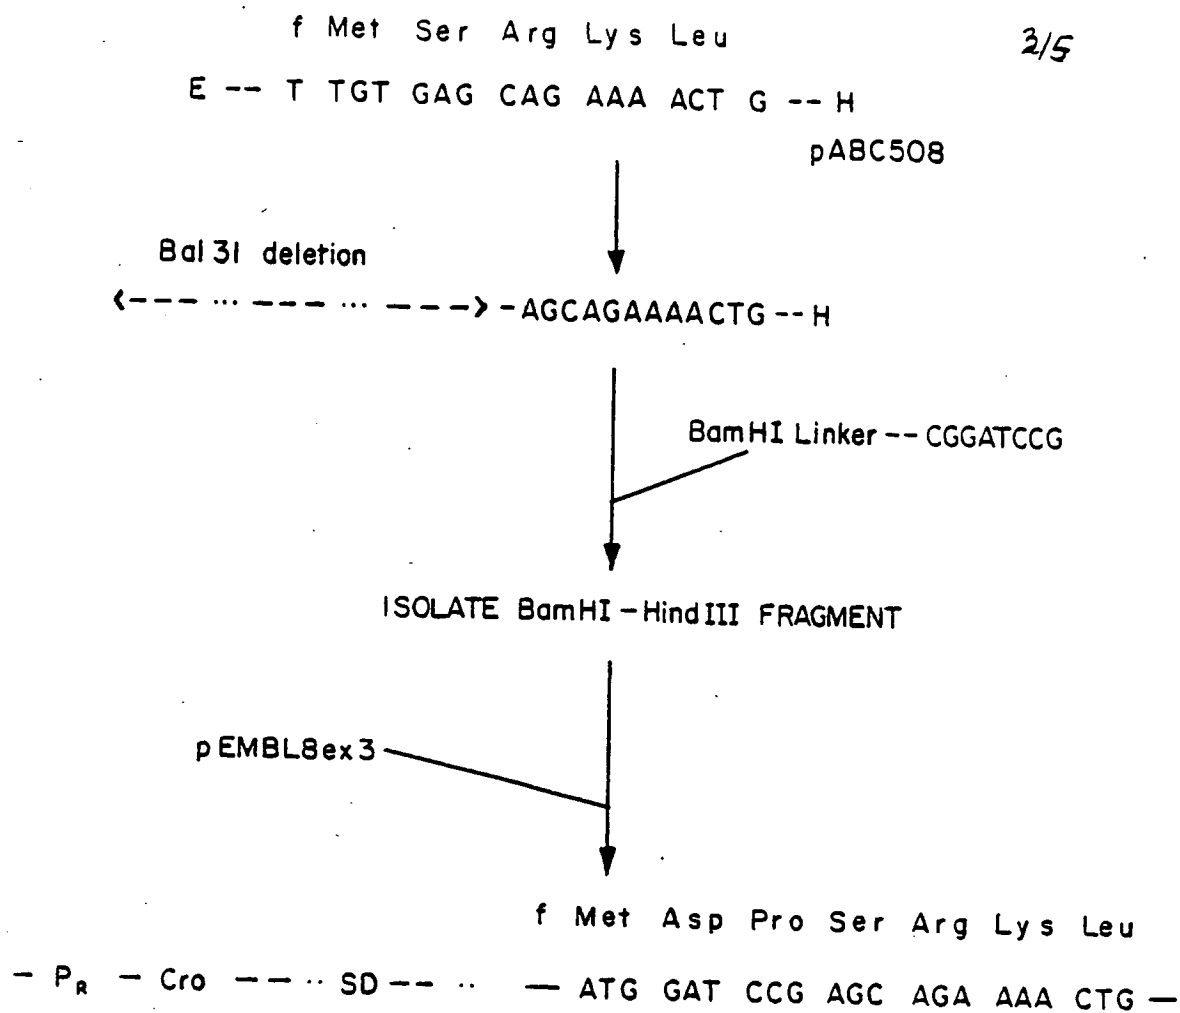 f Met Ser Arg Lys Leu
3/5
E -- T TGT GAG CAG AAA ACT G -- H
pABC508
Bal 31 deletion
<--- ... --- ... ---> -AGCAGAAAACTG -- H
BamHI Linker -- CGGATCCG
ISOLATE BamHI - Hind III FRAGMENT
pEMBL8ex3
f Met Asp Pro Ser Arg Lys Leu
- PR - Cro -- ·· SD -- ·· — ATG GAT CCG AGC AGA AAA CTG —